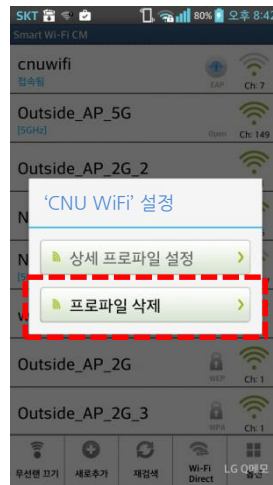 SKT 80% 오후 8:42
Smart Wi-Fi CM
cnuwifi
접속됨
EAP Ch: 7
Outside_AP_5G
[5GHz]
Open Ch: 149
Outside_AP_2G_2
'CNU WiFi' 설정
N
상세 프로파일 설정
N
프로파일 삭제
Outside_AP_2G
WEP Ch: 1
Outside_AP_2G_3
WPA Ch: 1
무선랜 끄기 새로추가 재검색 Wi-Fi Direct LG Q메모